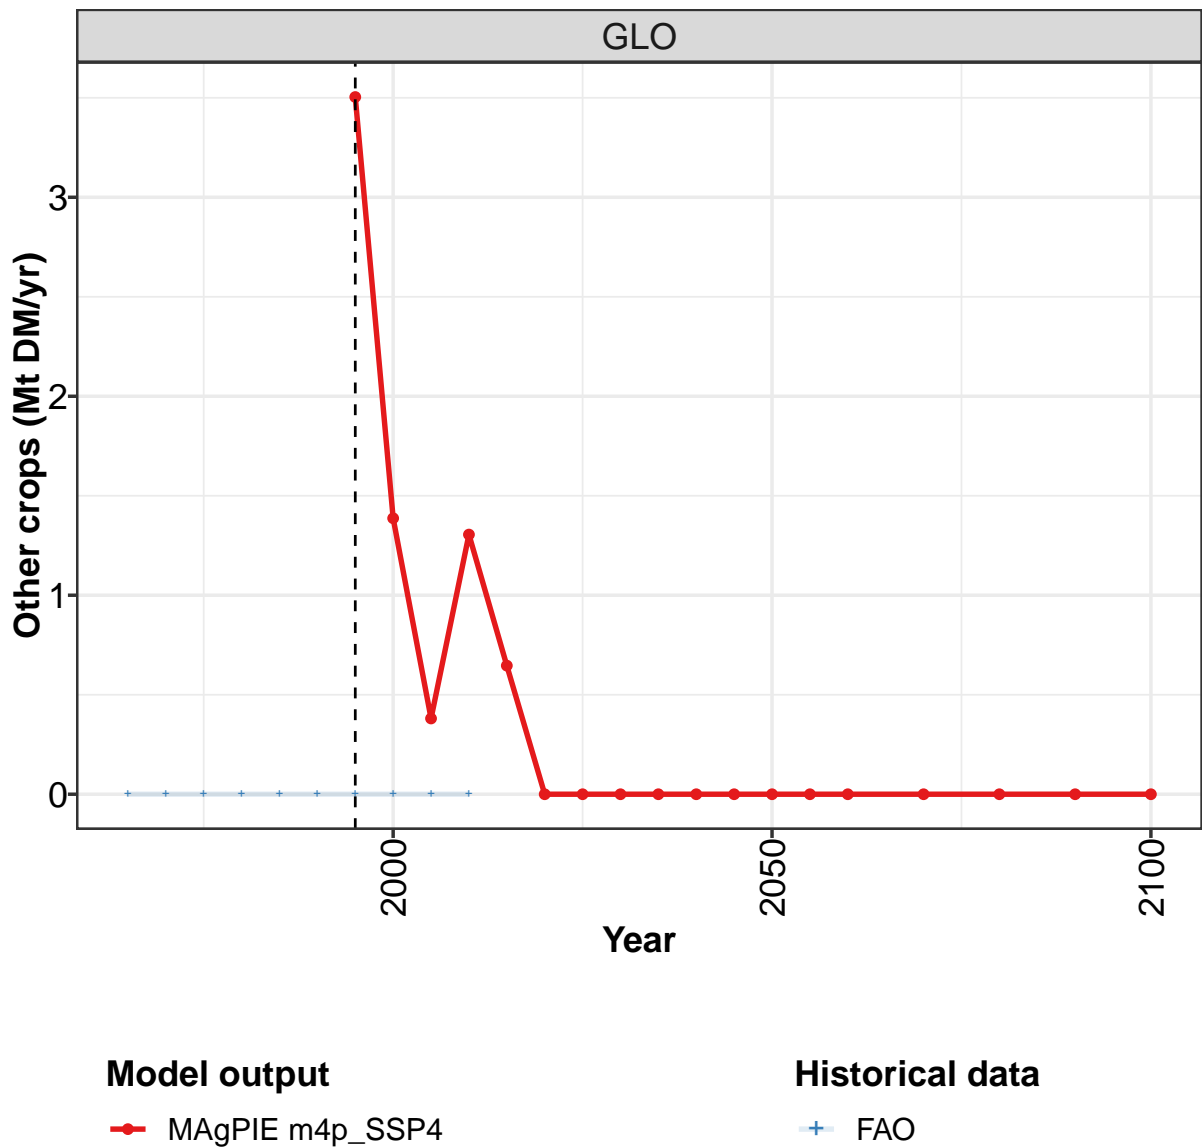 GLO
Other crops (Mt DM/yr)
3
2
1
0
2000
2050
2100
Year
Model output
MAgPIE m4p_SSP4
Historical data
FAO